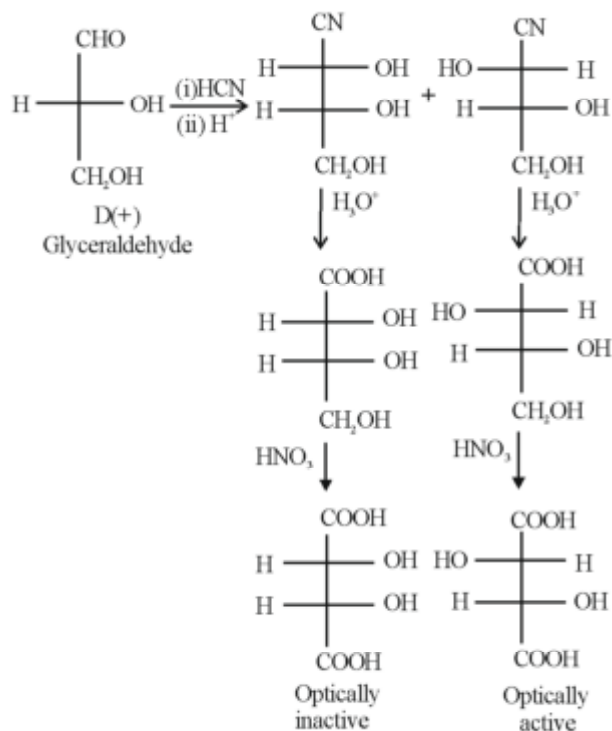 CHO
H OH
CH₂OH
D(+)
Glyceraldehyde
(i)HCN
(ii) H⁺
CN
H OH
H OH
CH₂OH
+
CN
HO H
H OH
CH₂OH
H₃O⁺
H₃O⁺
COOH
H OH
H OH
CH₂OH
COOH
HO H
H OH
CH₂OH
HNO₃
HNO₃
COOH
H OH
H OH
COOH
Optically
inactive
COOH
HO H
H OH
COOH
Optically
active